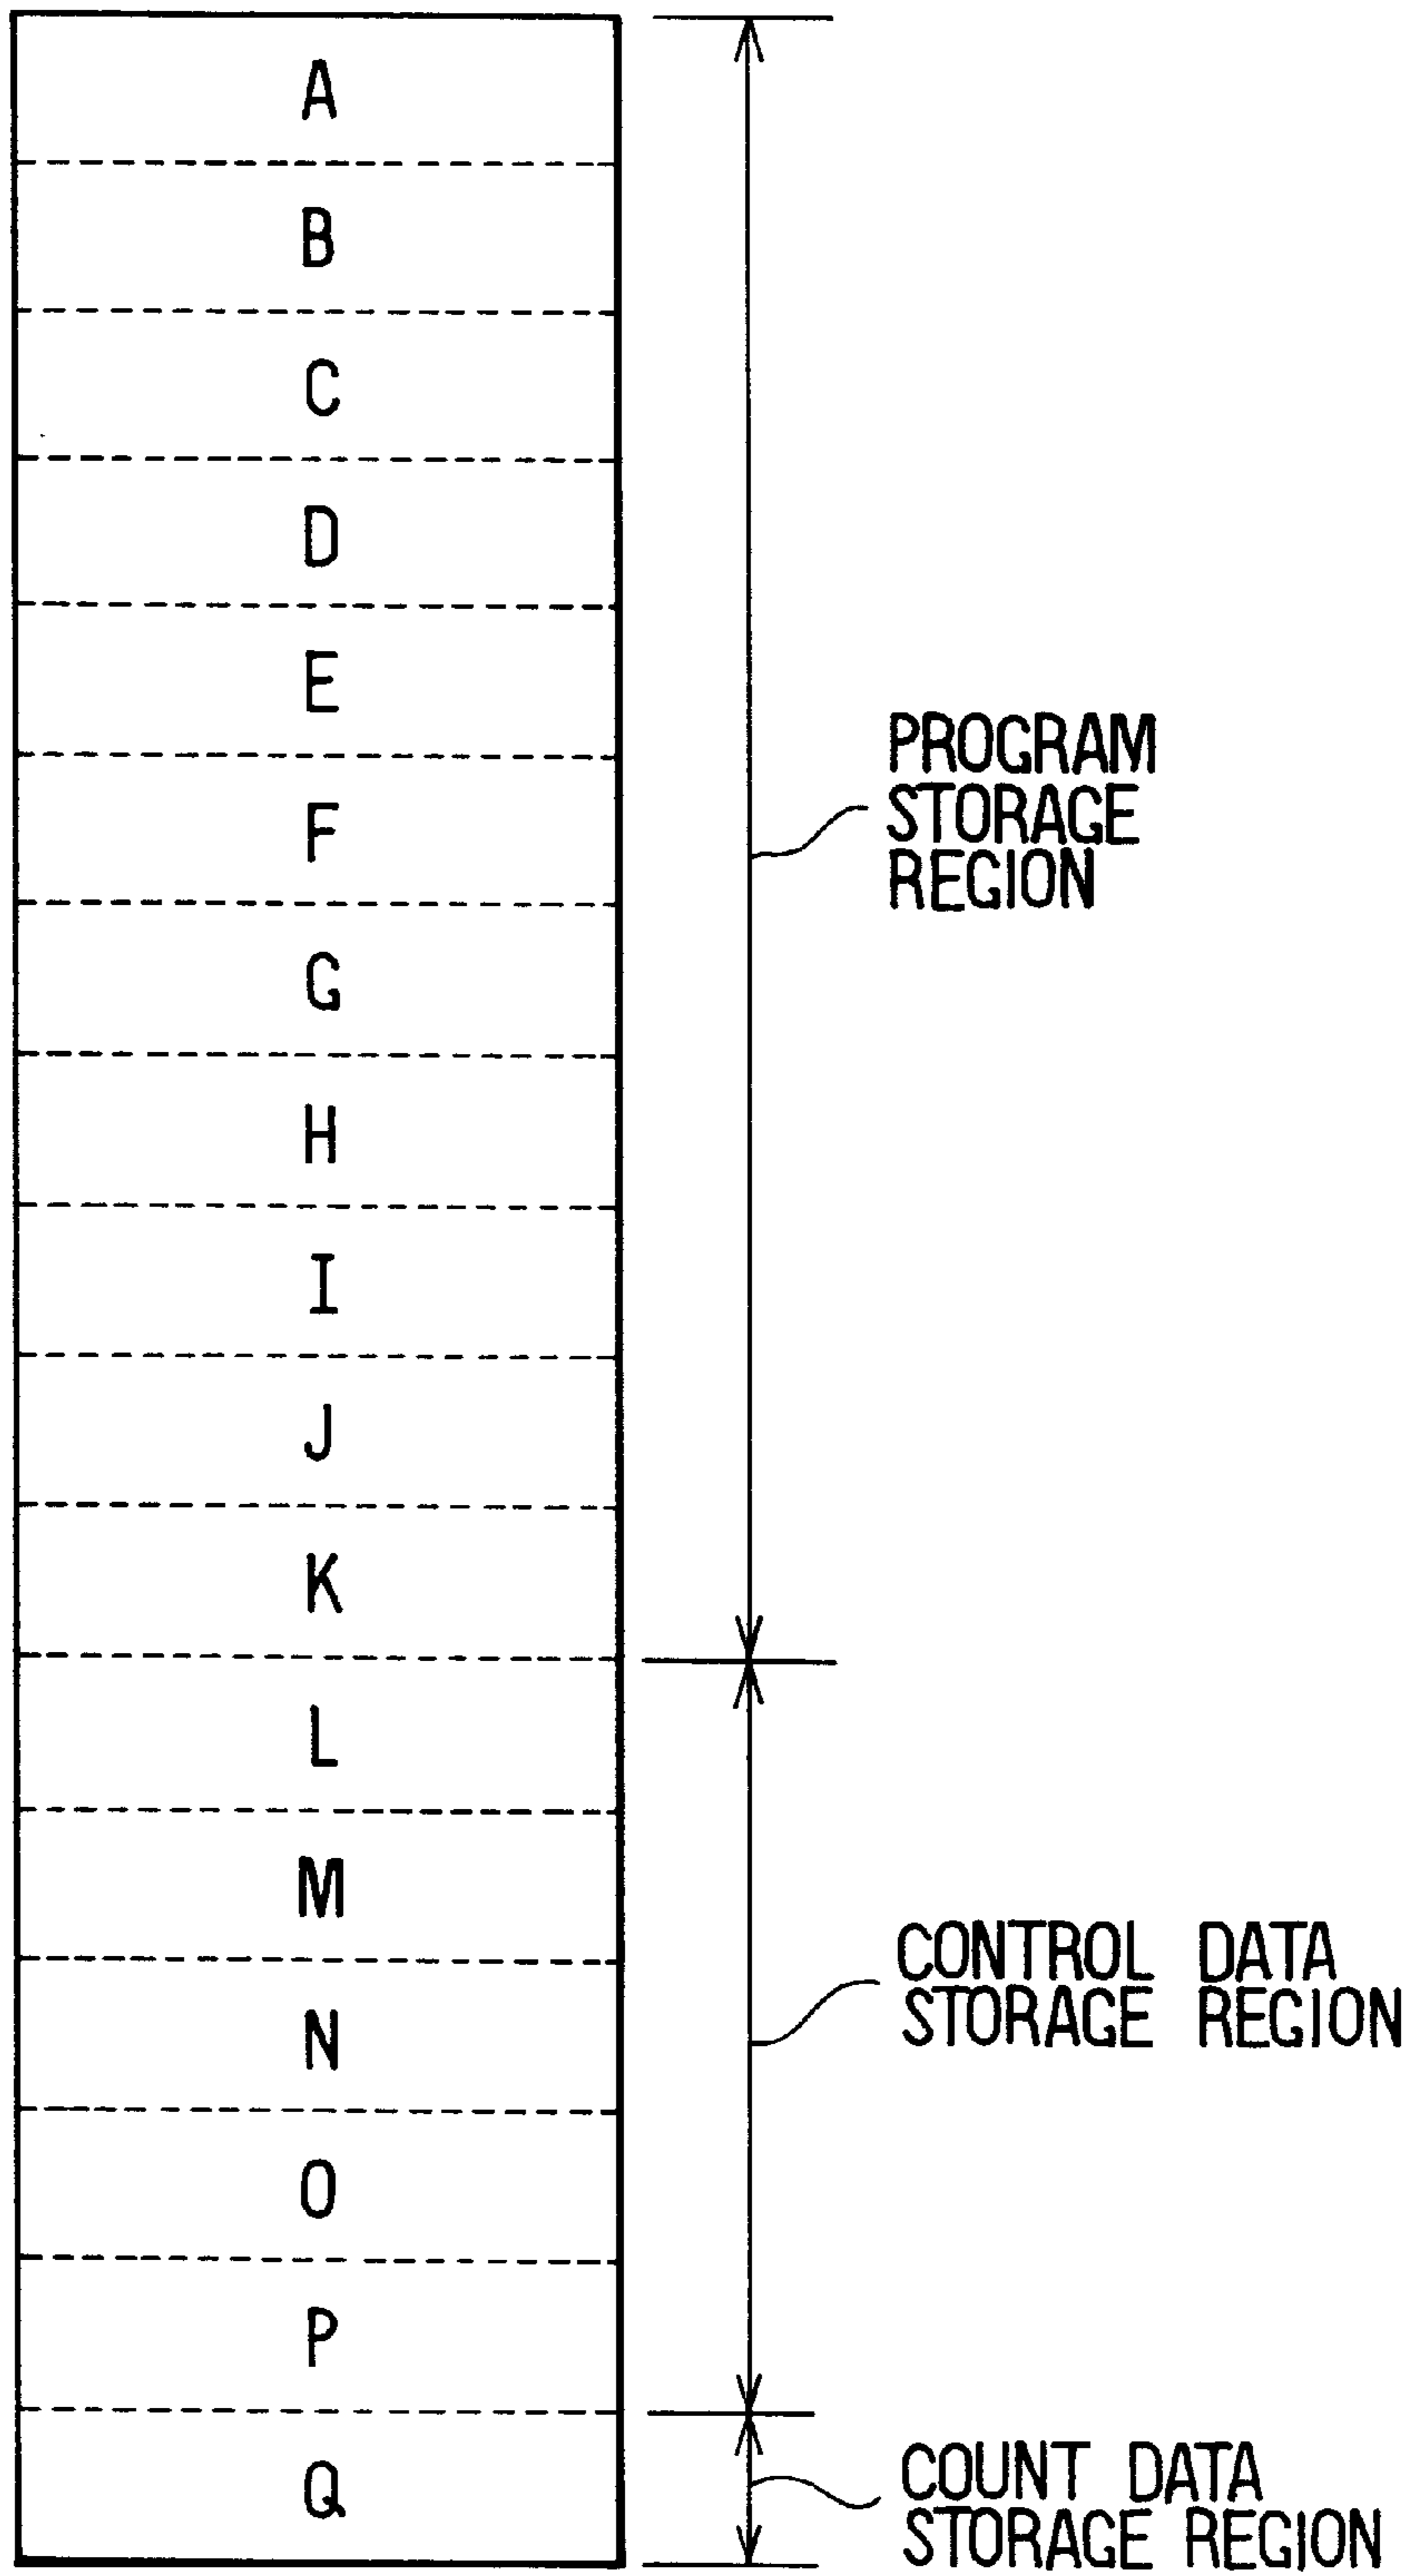 A
B
C
D
E
F
G
H
I
J
K
L
M
N
O
P
Q
PROGRAM
STORAGE
REGION
CONTROL DATA
STORAGE REGION
COUNT DATA
STORAGE REGION